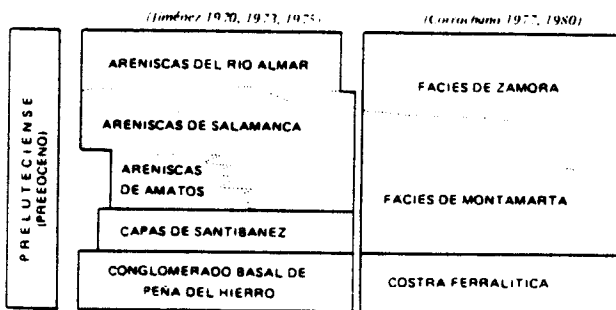 (Jiménez 1970, 1973, 1975)
(Corrochano 1977, 1980)
PRELUTECIENSE
(PREEOCENO)
ARENISCAS DEL RIO ALMAR
ARENISCAS DE SALAMANCA
ARENISCAS
DE AMATOS
CAPAS DE SANTIBANEZ
CONGLOMERADO BASAL DE
PEÑA DEL HIERRO
FACIES DE ZAMORA
FACIES DE MONTAMARTA
COSTRA FERRALITICA